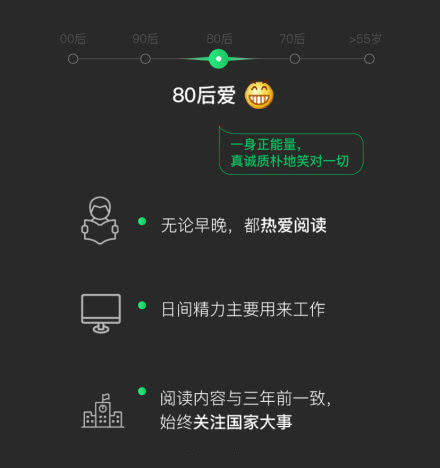 00后 90后 80后 70后 >55岁
80后爱
一身正能量,
真诚质朴地笑对一切
无论早晚，都热爱阅读
日间精力主要用来工作
阅读内容与三年前一致，
始终关注国家大事